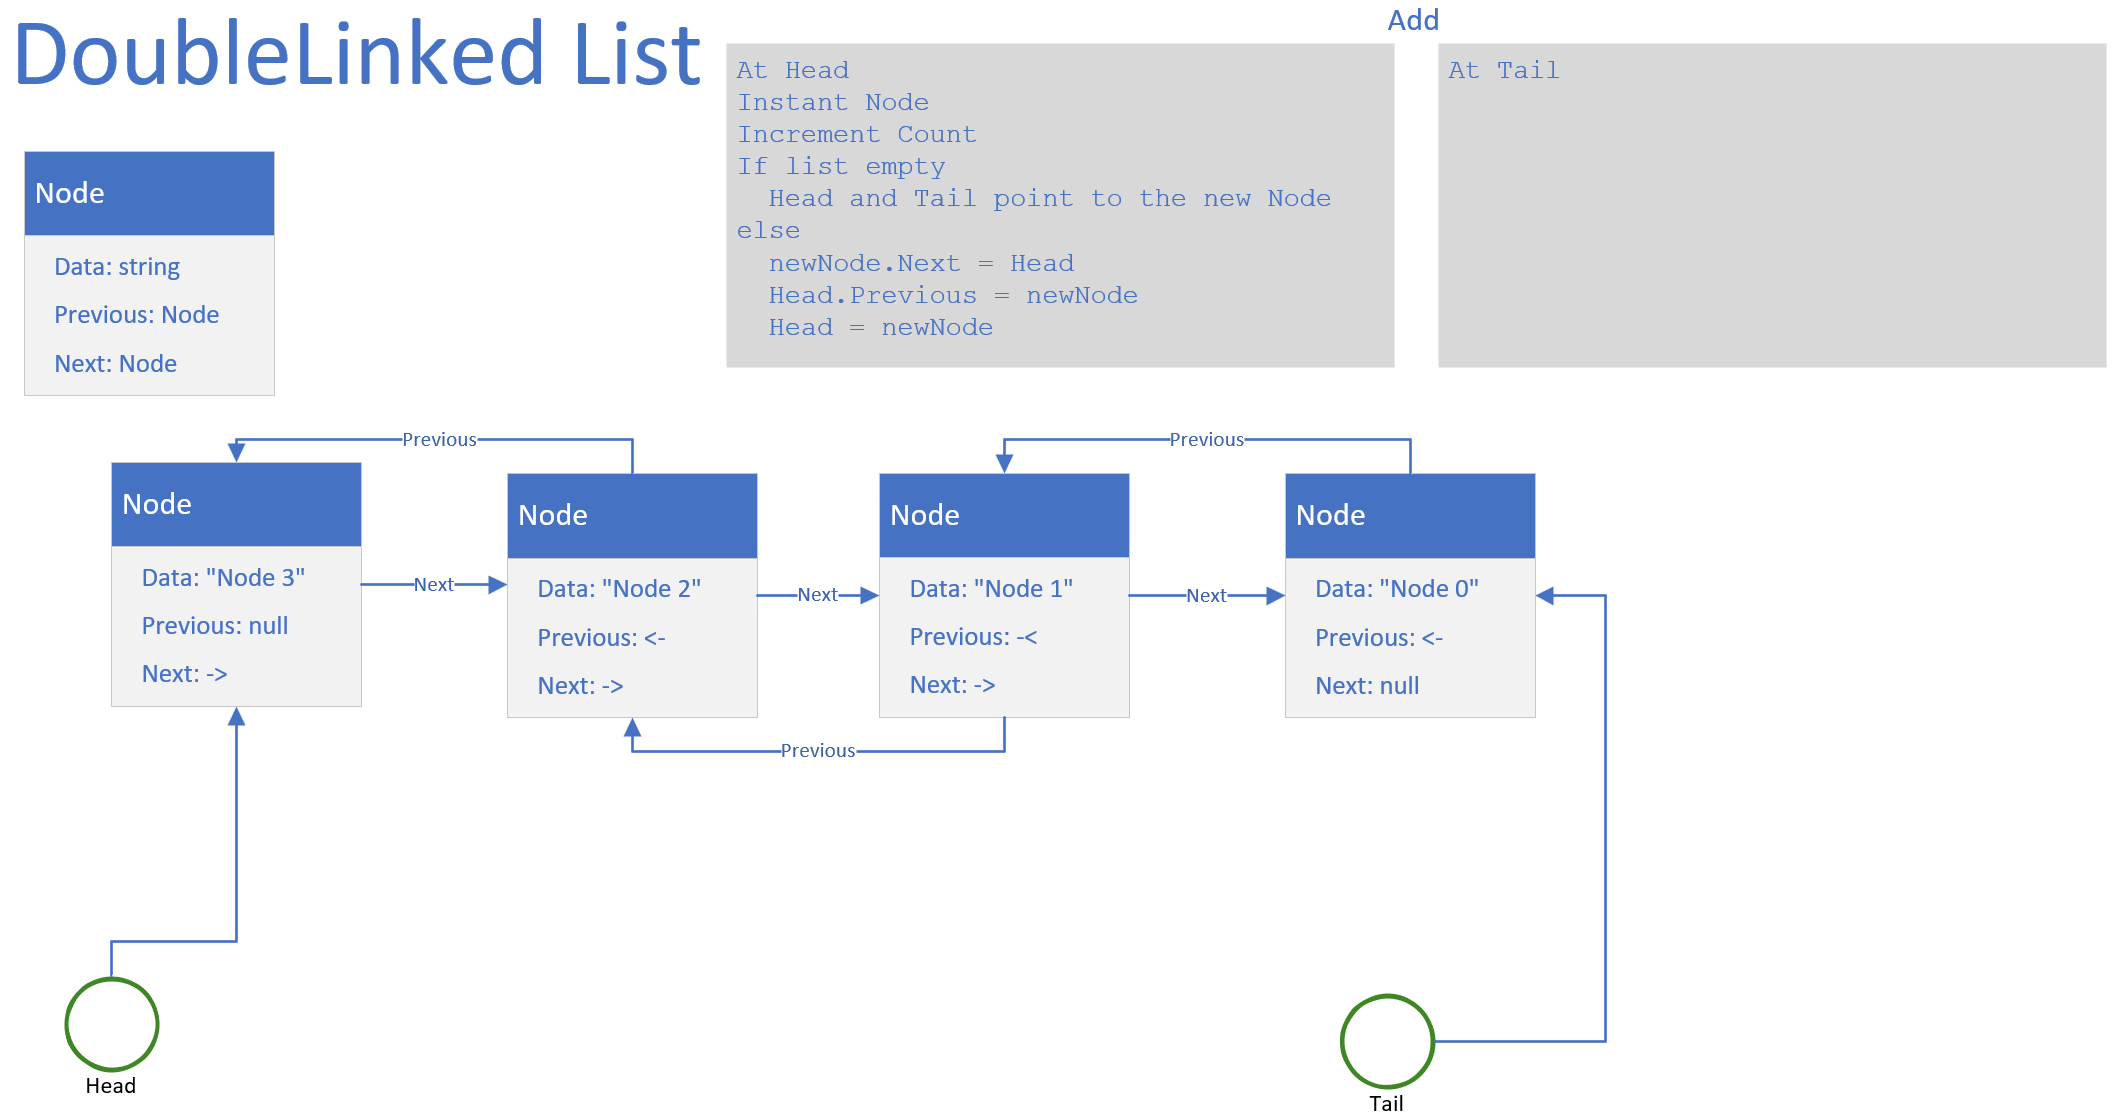 DoubleLinked List
Add
At Head
Instant Node
Increment Count
If list empty
  Head and Tail point to the new Node
else
  newNode.Next = Head
  Head.Previous = newNode
  Head = newNode
At Tail
Node
Data: string
Previous: Node
Next: Node
Previous
Previous
Node
Data: "Node 3"
Previous: null
Next: ->
Next
Node
Data: "Node 2"
Previous: <-
Next: ->
Next
Node
Data: "Node 1"
Previous: -<
Next: ->
Next
Node
Data: "Node 0"
Previous: <-
Next: null
Previous
Head
Tail